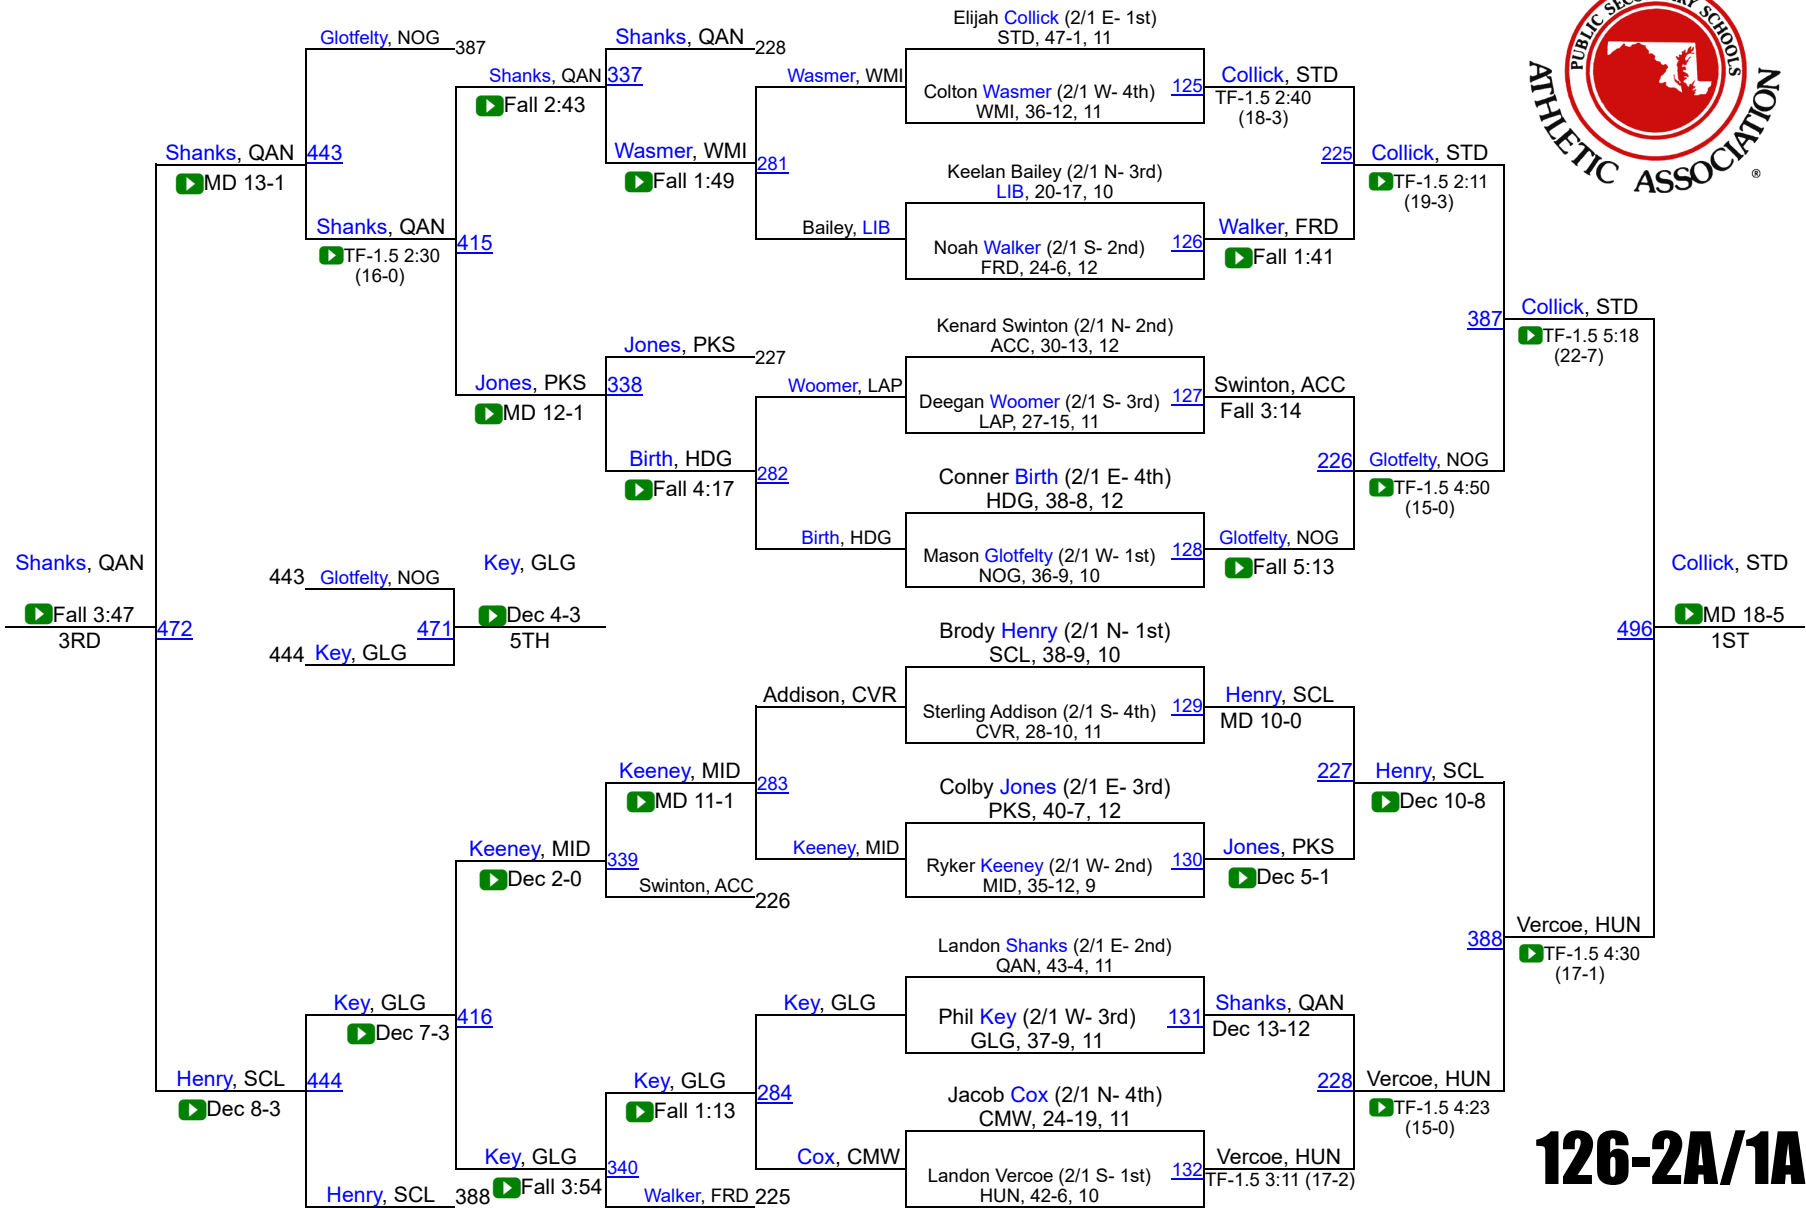 Glotfelty, NOG 387
Shanks, QAN 337
Fall 2:43
Shanks, QAN 443
MD 13-1
Shanks, QAN 415
TF-1.5 2:30
(16-0)
Shanks, QAN 228
Wasmer, WMI 281
Fall 1:49
Wasmer, WMI
Bailey, LIB
Jones, PKS 227
Jones, PKS 338
MD 12-1
Woomer, LAP
Birth, HDG 282
Fall 4:17
Birth, HDG
Shanks, QAN
Fall 3:47
3RD
472
443 Glotfelty, NOG
444 Key, GLG
471
Key, GLG
Dec 4-3
5TH
Addison, CVR
Keeney, MID 283
MD 11-1
Keeney, MID
Keeney, MID 339
Dec 2-0
Swinton, ACC 226
Key, GLG 416
Dec 7-3
Key, GLG
Henry, SCL 444
Dec 8-3
Key, GLG 284
Fall 1:13
Cox, CMW
Key, GLG 340
Fall 3:54
Henry, SCL 388
Walker, FRD 225
Elijah Collick (2/1 E- 1st)
STD, 47-1, 11
Colton Wasmer (2/1 W- 4th)
WMI, 36-12, 11
125
Collick, STD
TF-1.5 2:40
(18-3)
Keelan Bailey (2/1 N- 3rd)
LIB, 20-17, 10
Noah Walker (2/1 S- 2nd)
FRD, 24-6, 12
126
Walker, FRD
Fall 1:41
225
Collick, STD
TF-1.5 2:11
(19-3)
Kenard Swinton (2/1 N- 2nd)
ACC, 30-13, 12
Deegan Woomer (2/1 S- 3rd)
LAP, 27-15, 11
127
Swinton, ACC
Fall 3:14
Conner Birth (2/1 E- 4th)
HDG, 38-8, 12
Mason Glotfelty (2/1 W- 1st)
NOG, 36-9, 10
128
Glotfelty, NOG
Fall 5:13
226
Glotfelty, NOG
TF-1.5 4:50
(15-0)
387
Collick, STD
TF-1.5 5:18
(22-7)
Brody Henry (2/1 N- 1st)
SCL, 38-9, 10
Sterling Addison (2/1 S- 4th)
CVR, 28-10, 11
129
Henry, SCL
MD 10-0
Colby Jones (2/1 E- 3rd)
PKS, 40-7, 12
Ryker Keeney (2/1 W- 2nd)
MID, 35-12, 9
130
Jones, PKS
Dec 5-1
227
Henry, SCL
Dec 10-8
Landon Shanks (2/1 E- 2nd)
QAN, 43-4, 11
Phil Key (2/1 W- 3rd)
GLG, 37-9, 11
131
Shanks, QAN
Dec 13-12
Jacob Cox (2/1 N- 4th)
CMW, 24-19, 11
Landon Vercoe (2/1 S- 1st)
HUN, 42-6, 10
132
Vercoe, HUN
TF-1.5 3:11 (17-2)
228
Vercoe, HUN
TF-1.5 4:23
(15-0)
388
Vercoe, HUN
TF-1.5 4:30
(17-1)
496
Collick, STD
MD 18-5
1ST
PUBLIC SECONDARY SCHOOLS
ATHLETIC ASSOCIATION ®
126-2A/1A